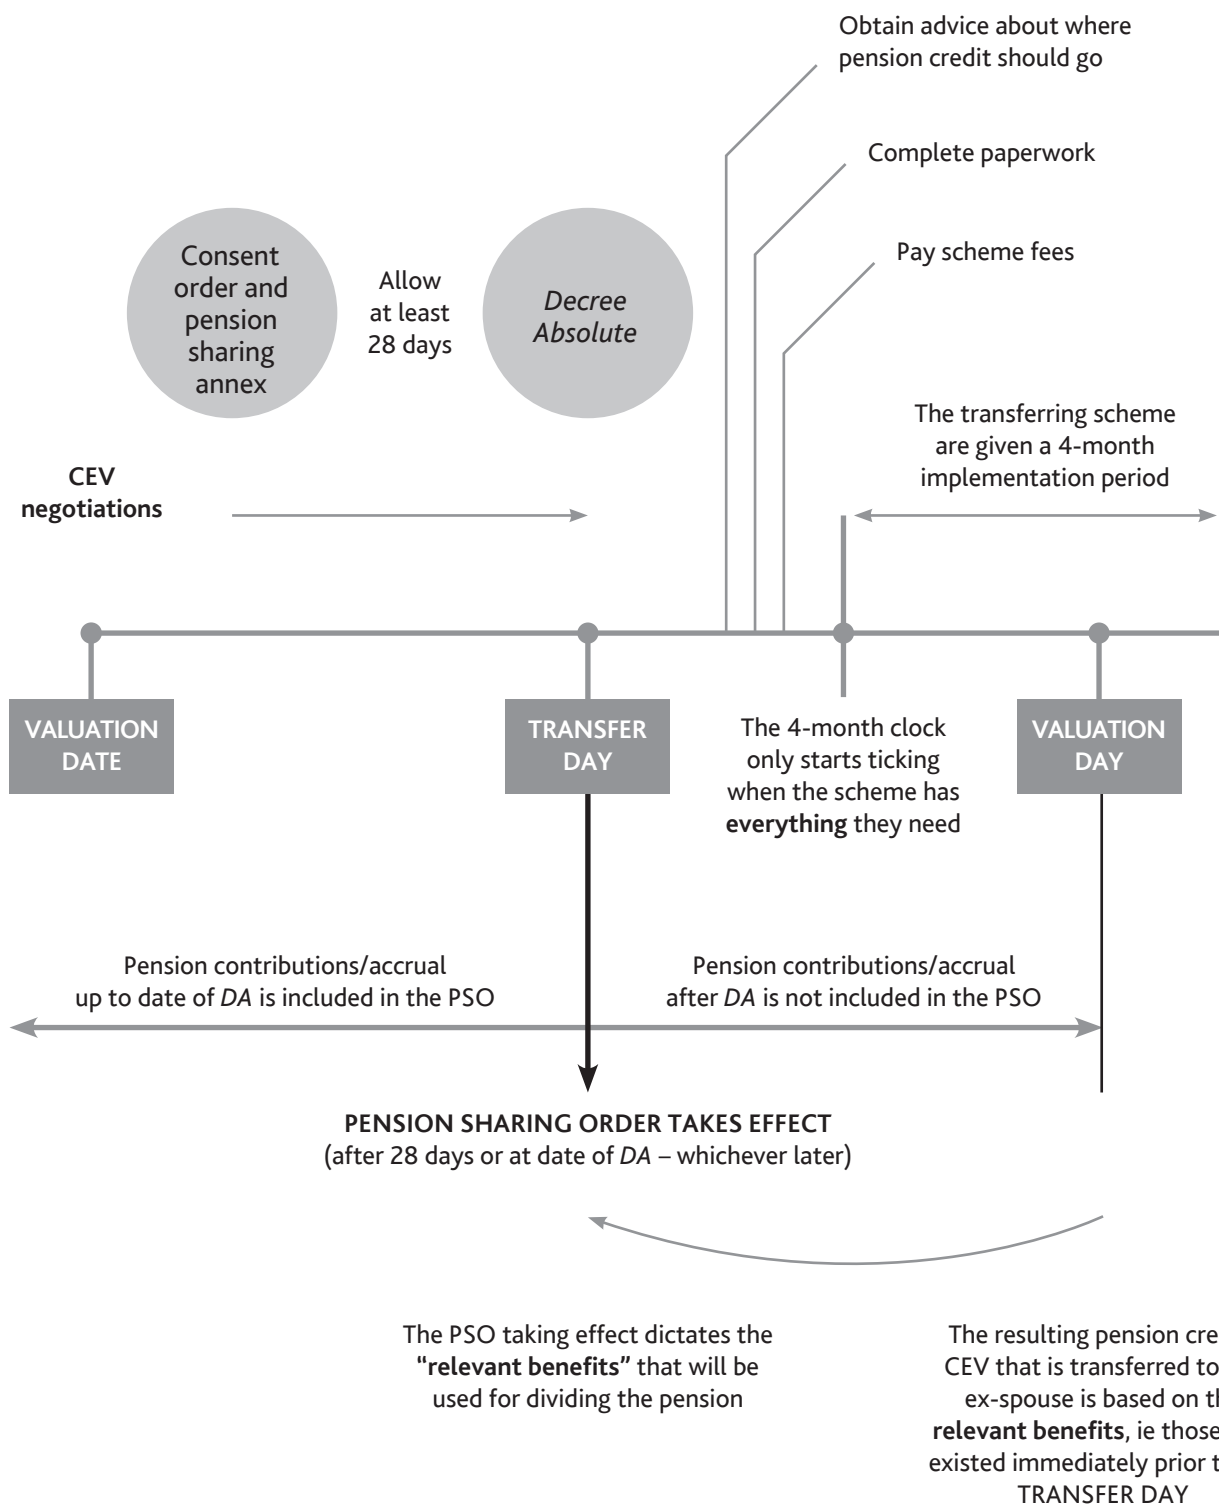 Obtain advice about where
pension credit should go
Complete paperwork
Pay scheme fees
Consent
order and
pension
sharing
annex
Allow
at least
28 days
Decree
Absolute
The transferring scheme
are given a 4-month
implementation period
CEV
negotiations
VALUATION
DATE
TRANSFER
DAY
The 4-month clock
only starts ticking
when the scheme has
everything they need
VALUATION
DAY
Pension contributions/accrual
up to date of DA is included in the PSO
Pension contributions/accrual
after DA is not included in the PSO
PENSION SHARING ORDER TAKES EFFECT
(after 28 days or at date of DA – whichever later)
The PSO taking effect dictates the
"relevant benefits" that will be
used for dividing the pension
The resulting pension
CEV that is transferred to
ex-spouse is based on
relevant benefits, ie those
existed immediately prior
TRANSFER DAY